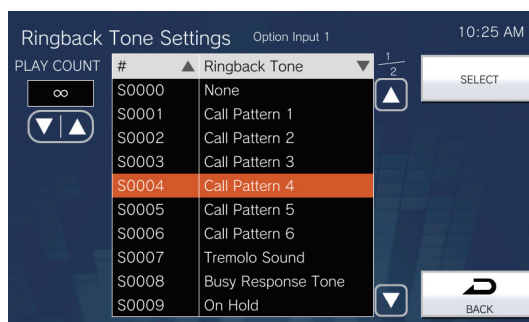 Ringback Tone Settings Option Input 1 10:25 AM
PLAY COUNT # Ringback Tone 1/2 SELECT
∞ S0000 None
S0001 Call Pattern 1
S0002 Call Pattern 2
S0003 Call Pattern 3
S0004 Call Pattern 4
S0005 Call Pattern 5
S0006 Call Pattern 6
S0007 Tremolo Sound
S0008 Busy Response Tone
S0009 On Hold BACK